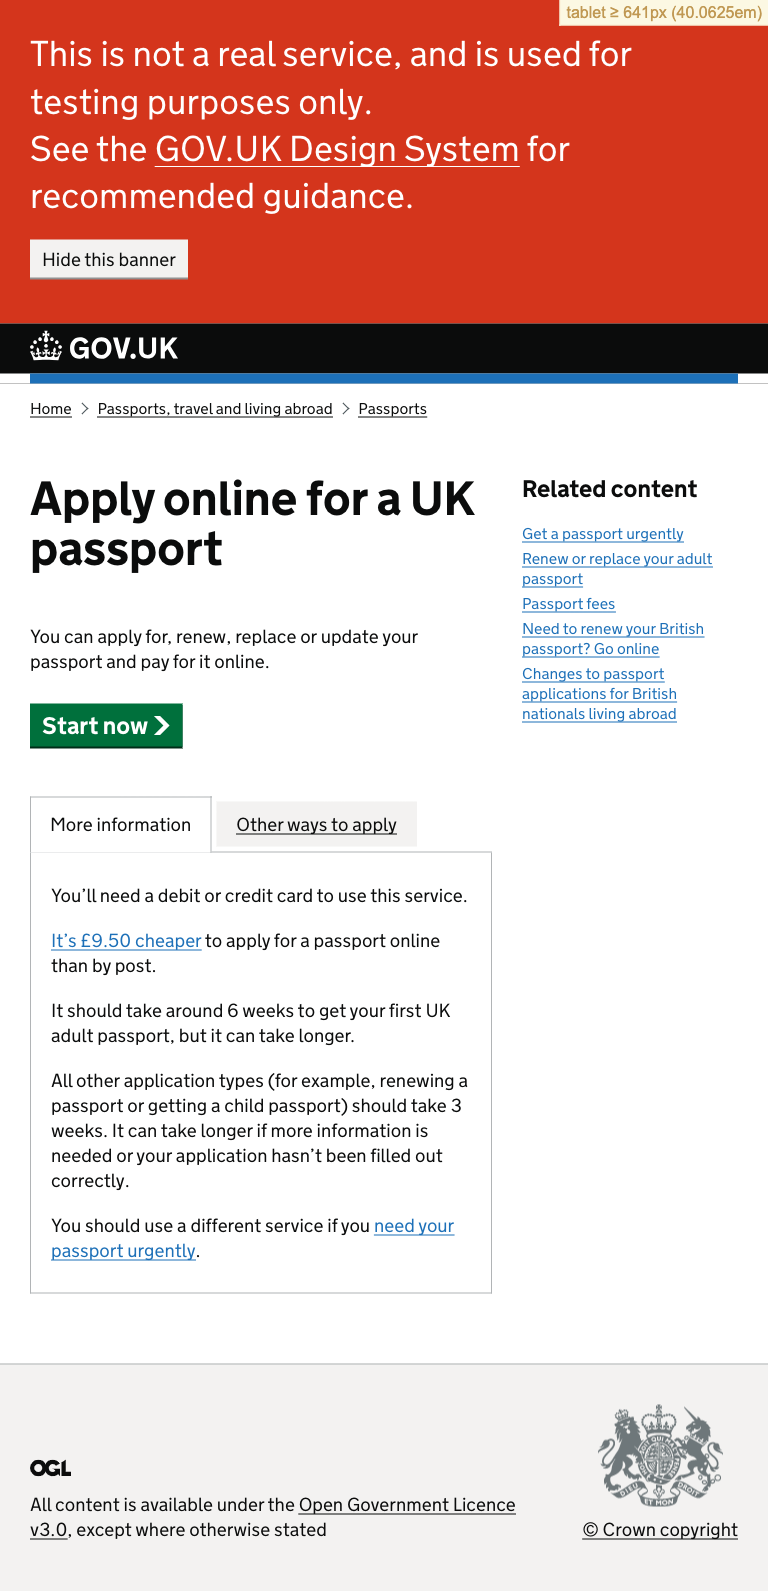 tablet ≥ 641px (40.0625em)
This is not a real service, and is used for
testing purposes only.
See the GOV.UK Design System for
recommended guidance.
Hide this banner
GOV.UK
Home > Passports, travel and living abroad > Passports
Apply online for a UK
passport
You can apply for, renew, replace or update your
passport and pay for it online.
Start now
More information
Other ways to apply
You’ll need a debit or credit card to use this service.
It’s £9.50 cheaper to apply for a passport online
than by post.
It should take around 6 weeks to get your first UK
adult passport, but it can take longer.
All other application types (for example, renewing a
passport or getting a child passport) should take 3
weeks. It can take longer if more information is
needed or your application hasn’t been filled out
correctly.
You should use a different service if you need your
passport urgently.
Related content
Get a passport urgently
Renew or replace your adult
passport
Passport fees
Need to renew your British
passport? Go online
Changes to passport
applications for British
nationals living abroad
OGL
All content is available under the Open Government Licence
v3.0, except where otherwise stated
DIEU ET MON DROIT
© Crown copyright